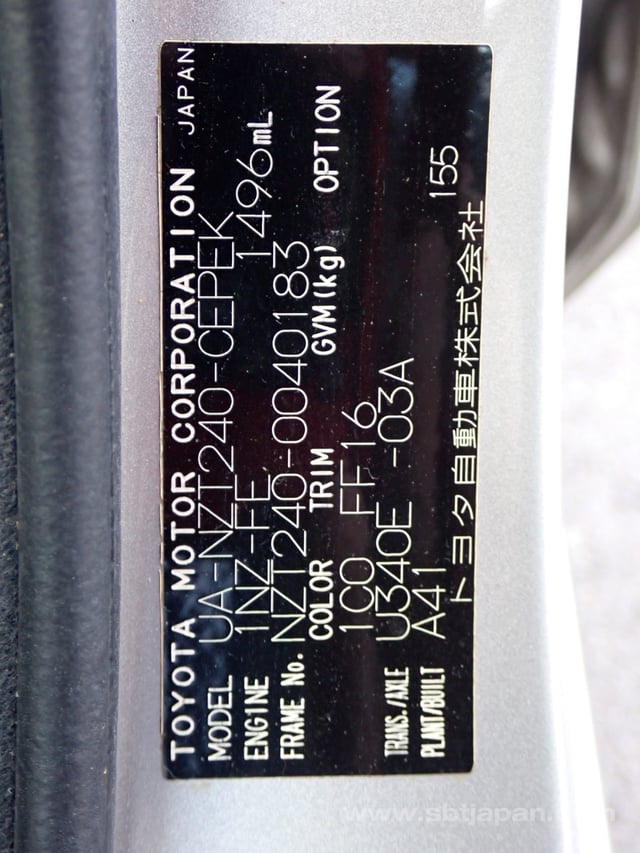 TOYOTA MOTOR CORPORATION JAPAN
MODEL UA-NZT240-CEPEK
ENGINE 1NZ-FE 1496mL
FRAME No. NZT240-0040183
COLOR TRIM GVM(kg) OPTION
1C0 FF16
TRANS./AXLE U340E -03A
PLANT/BUILT A41 155
トヨタ自動車株式会社
www.sbtjapan.com